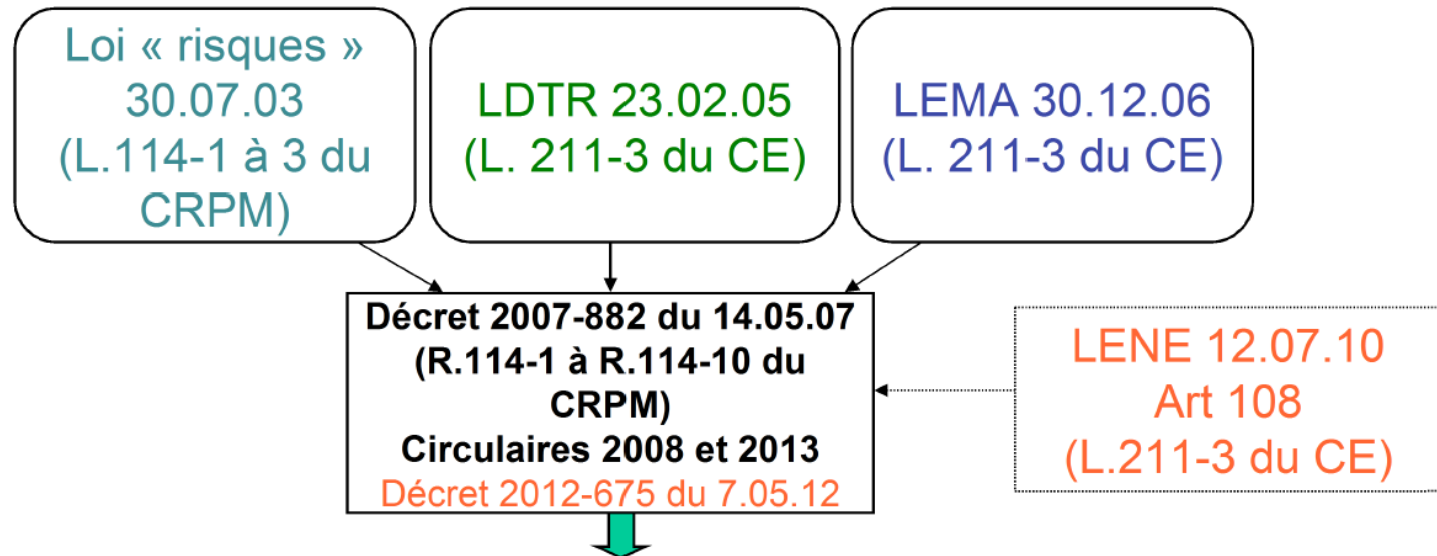 Loi « risques »
30.07.03
(L.114-1 à 3 du
CRPM)
LDTR 23.02.05
(L. 211-3 du CE)
LEMA 30.12.06
(L. 211-3 du CE)
Décret 2007-882 du 14.05.07
(R.114-1 à R.114-10 du
CRPM)
Circulaires 2008 et 2013
Décret 2012-675 du 7.05.12
LENE 12.07.10
Art 108
(L.211-3 du CE)